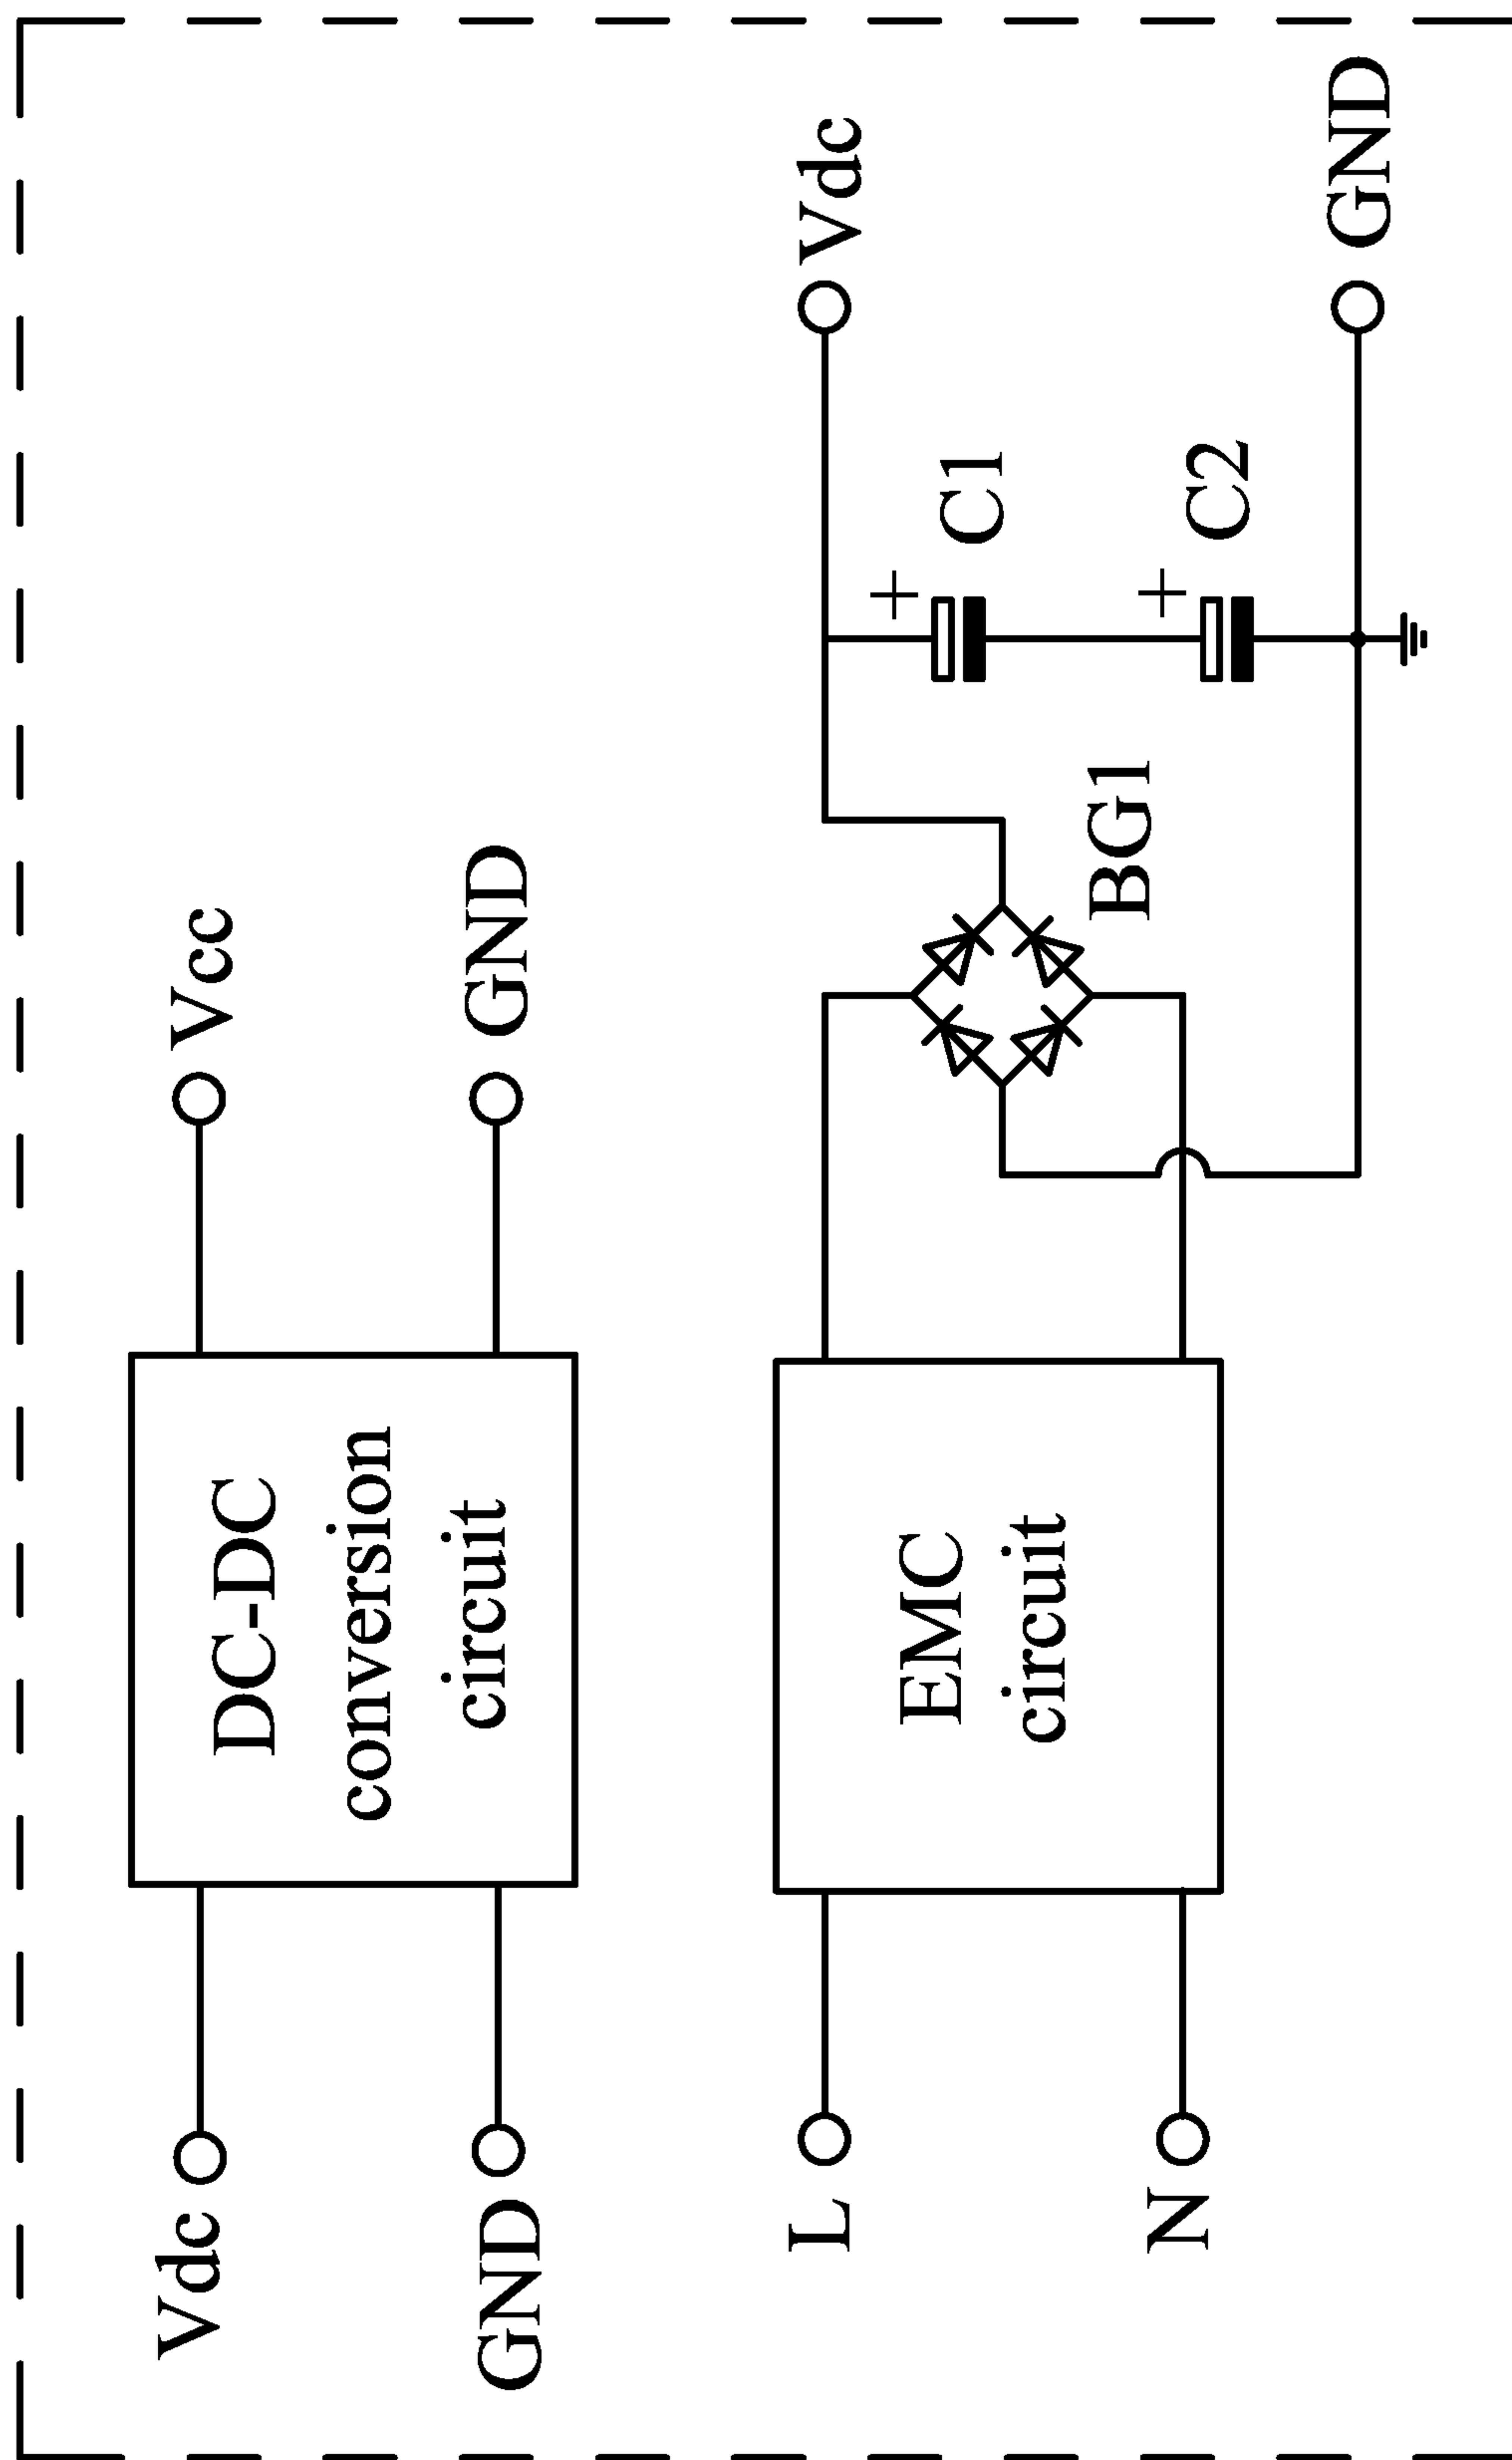 Vdc
GND
DC-DC
conversion
circuit
Vcc
GND
L
N
EMC
circuit
BG1
+
C1
+
C2
Vdc
GND